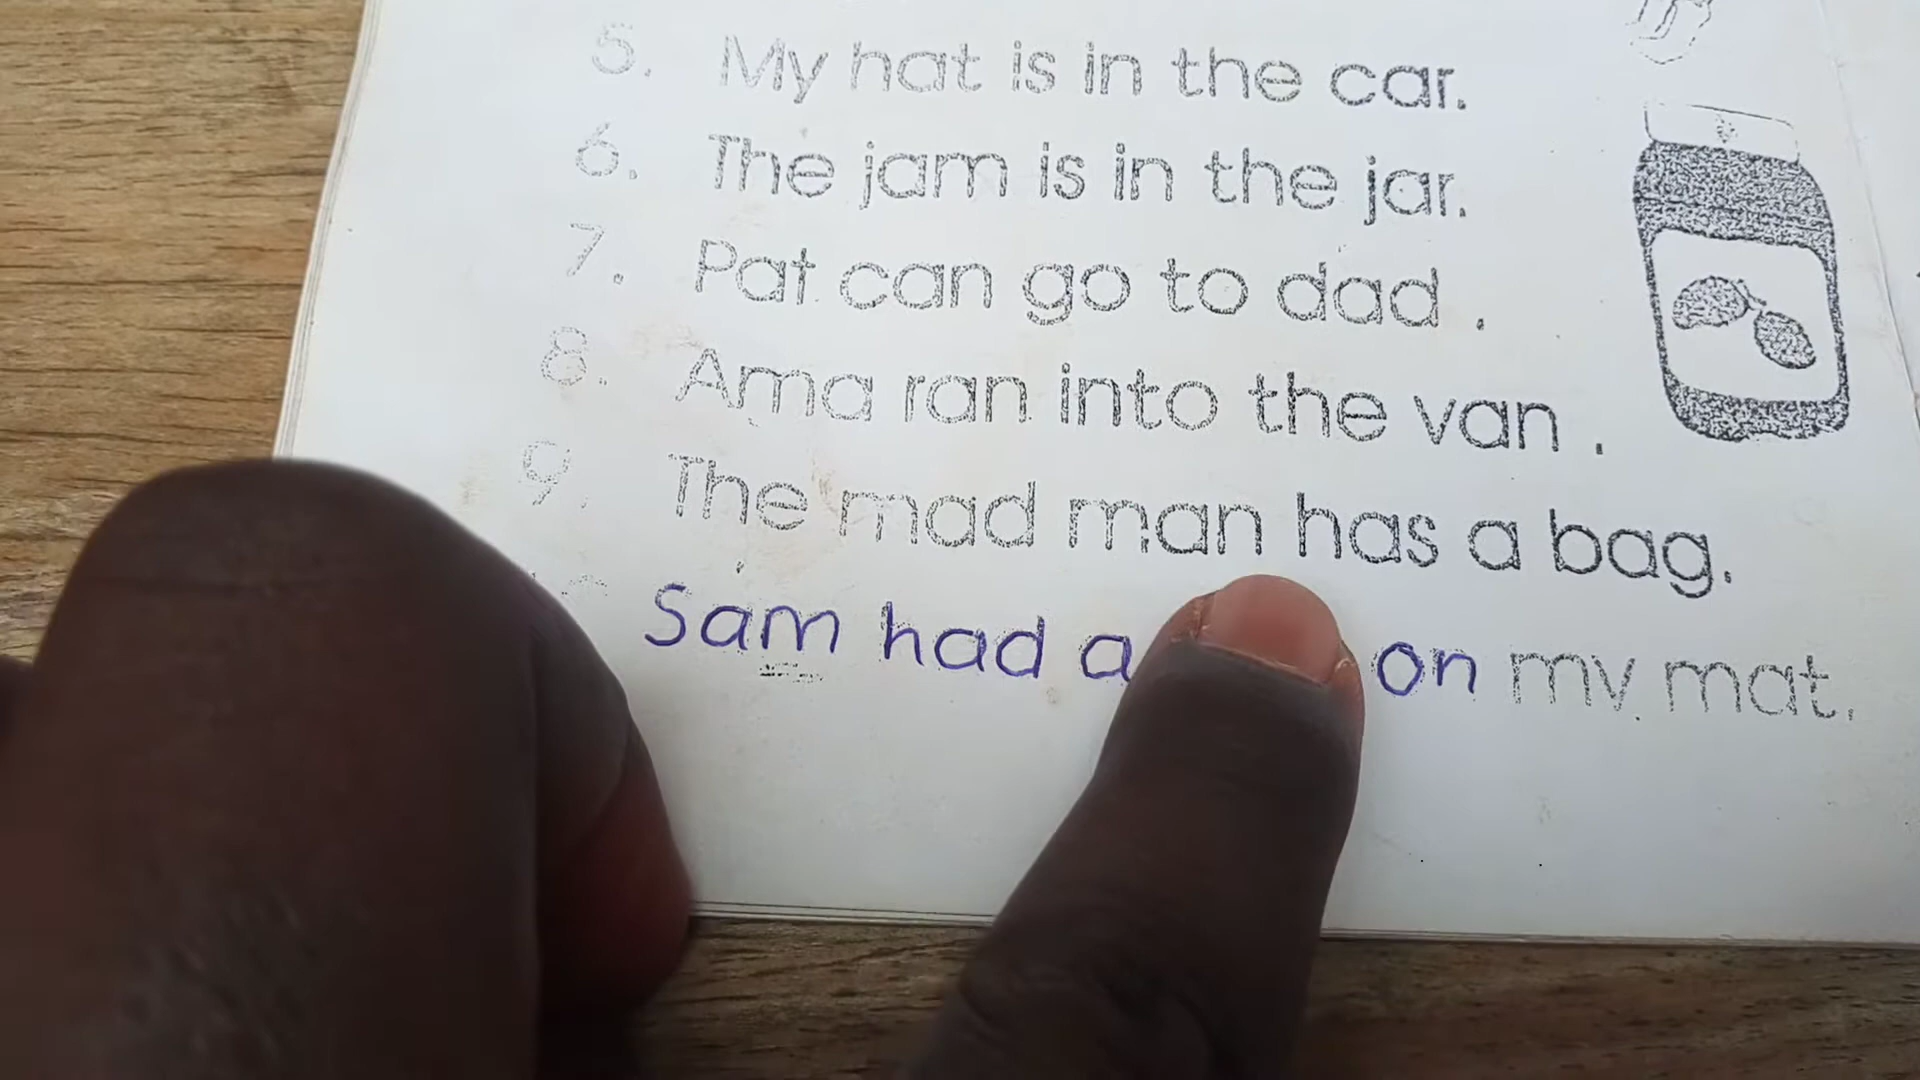 5. My hat is in the car.
6. The jam is in the jar.
7. Pat can go to dad .
8. Ama ran into the van .
9. The mad man has a bag.
Sam had a on my mat.